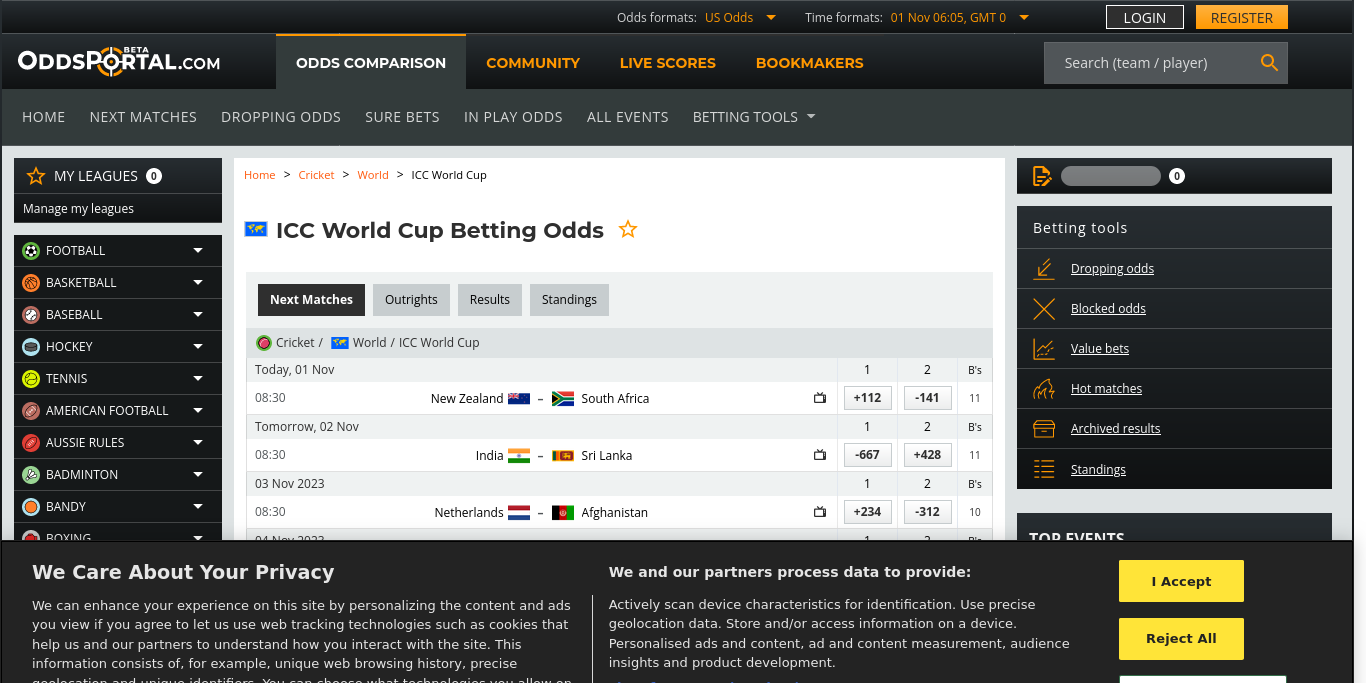 Odds formats: US Odds Time formats: 01 Nov 06:05, GMT 0 LOGIN REGISTER
ODDSPORTAL.COM BETA ODDS COMPARISON COMMUNITY LIVE SCORES BOOKMAKERS Search (team / player)
HOME NEXT MATCHES DROPPING ODDS SURE BETS IN PLAY ODDS ALL EVENTS BETTING TOOLS
MY LEAGUES 0
Manage my leagues
FOOTBALL
BASKETBALL
BASEBALL
HOCKEY
TENNIS
AMERICAN FOOTBALL
AUSSIE RULES
BADMINTON
BANDY
BOXING
Home > Cricket > World > ICC World Cup
ICC World Cup Betting Odds
Next Matches Outrights Results Standings
Cricket / World / ICC World Cup
Today, 01 Nov 1 2 B's
08:30 New Zealand – South Africa +112 -141 11
Tomorrow, 02 Nov 1 2 B's
08:30 India – Sri Lanka -667 +428 11
03 Nov 2023 1 2 B's
08:30 Netherlands – Afghanistan +234 -312 10
04 Nov 2023 1 2 B's
0
Betting tools
Dropping odds
Blocked odds
Value bets
Hot matches
Archived results
Standings
TOP EVENTS
We Care About Your Privacy
We can enhance your experience on this site by personalizing the content and ads
you view if you agree to let us use web tracking technologies such as cookies that
help us and our partners to understand how you interact with the site. This
information consists of, for example, unique web browsing history, precise
geolocation and unique identifiers. You can choose what technologies you allow on
We and our partners process data to provide:
Actively scan device characteristics for identification. Use precise
geolocation data. Store and/or access information on a device.
Personalised ads and content, ad and content measurement, audience
insights and product development.
I Accept
Reject All